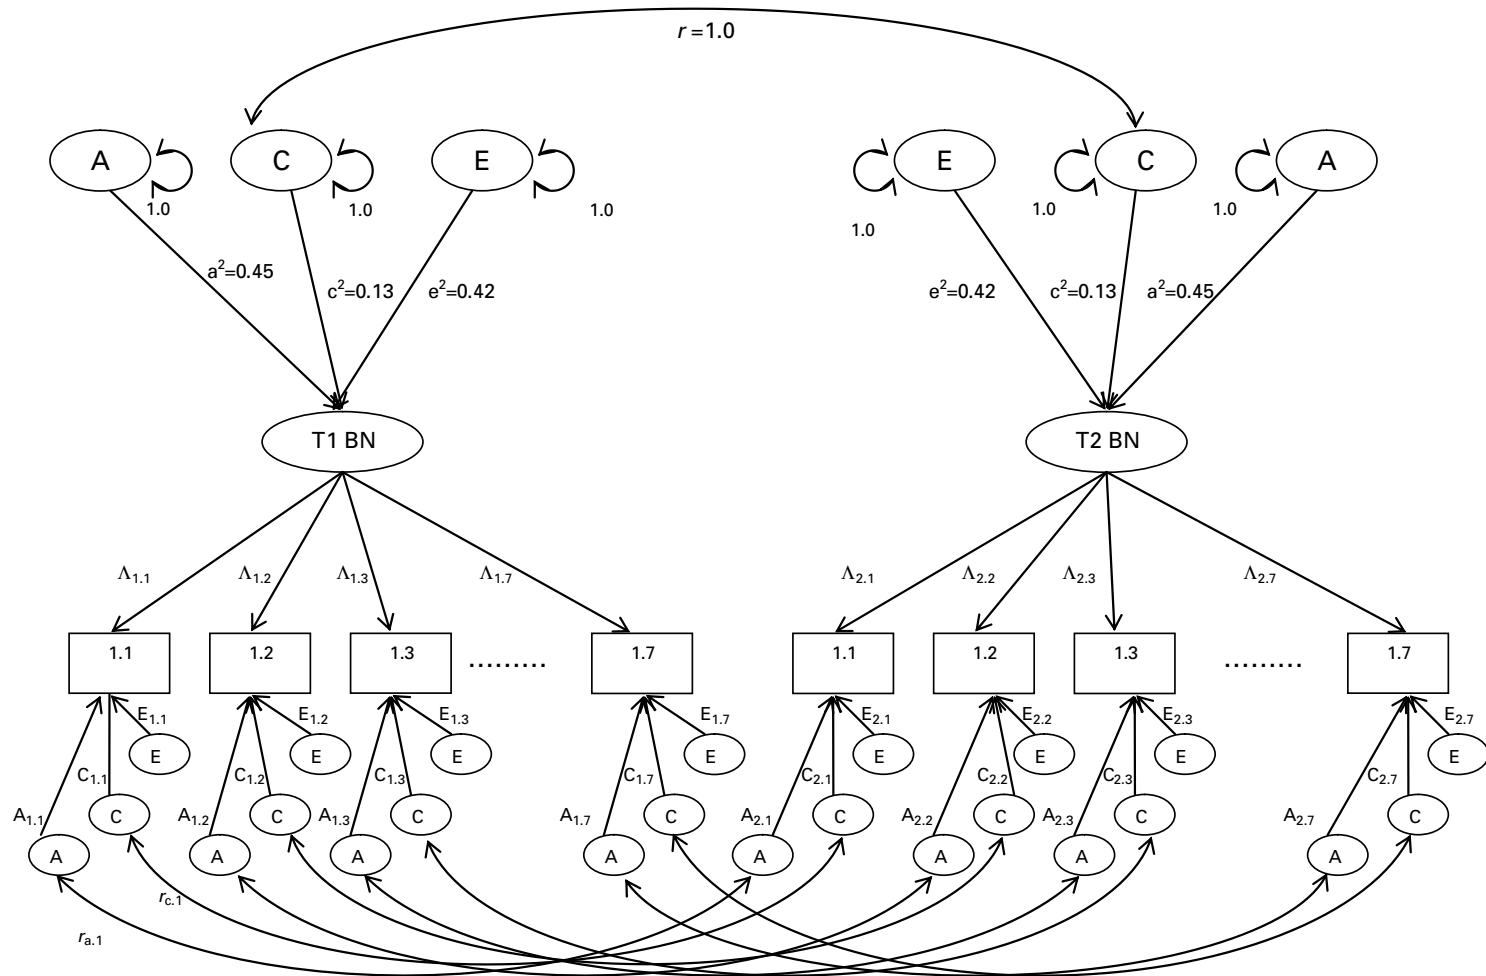 r =1.0
A C E E C A
1.0 1.0 1.0 1.0 1.0 1.0
a²=0.45 c²=0.13 e²=0.42 e²=0.42 c²=0.13 a²=0.45
T1 BN T2 BN
Λ1.1 Λ1.2 Λ1.3 Λ1.7 Λ2.1 Λ2.2 Λ2.3 Λ2.7
1.1 1.2 1.3 ......... 1.7 1.1 1.2 1.3 ......... 1.7
E1.1 E1.2 E1.3 E1.7 E2.1 E2.2 E2.3 E2.7
E E E E E E E E
C1.1 C1.2 C1.3 C1.7 C2.1 C2.2 C2.3 C2.7
A1.1 A1.2 A1.3 A1.7 A2.1 A2.2 A2.3 A2.7
C C C C C C C C
A A A A A A A A
rc.1
ra.1